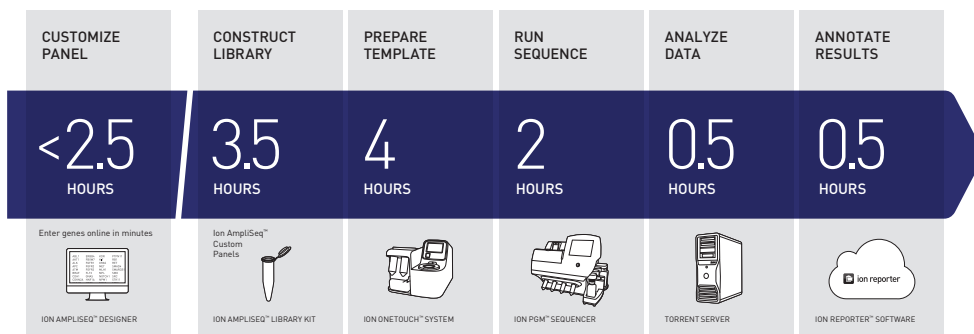 CUSTOMIZE
PANEL
<2.5
HOURS
Enter genes online in minutes
ION AMPLISEQ™ DESIGNER
CONSTRUCT
LIBRARY
3.5
HOURS
Ion AmpliSeq™
Custom
Panels
ION AMPLISEQ™ LIBRARY KIT
PREPARE
TEMPLATE
4
HOURS
ION ONETOUCH™ SYSTEM
RUN
SEQUENCE
2
HOURS
ION PGM™ SEQUENCER
ANALYZE
DATA
0.5
HOURS
TORRENT SERVER
ANNOTATE
RESULTS
0.5
HOURS
ion reporter
ION REPORTER™ SOFTWARE